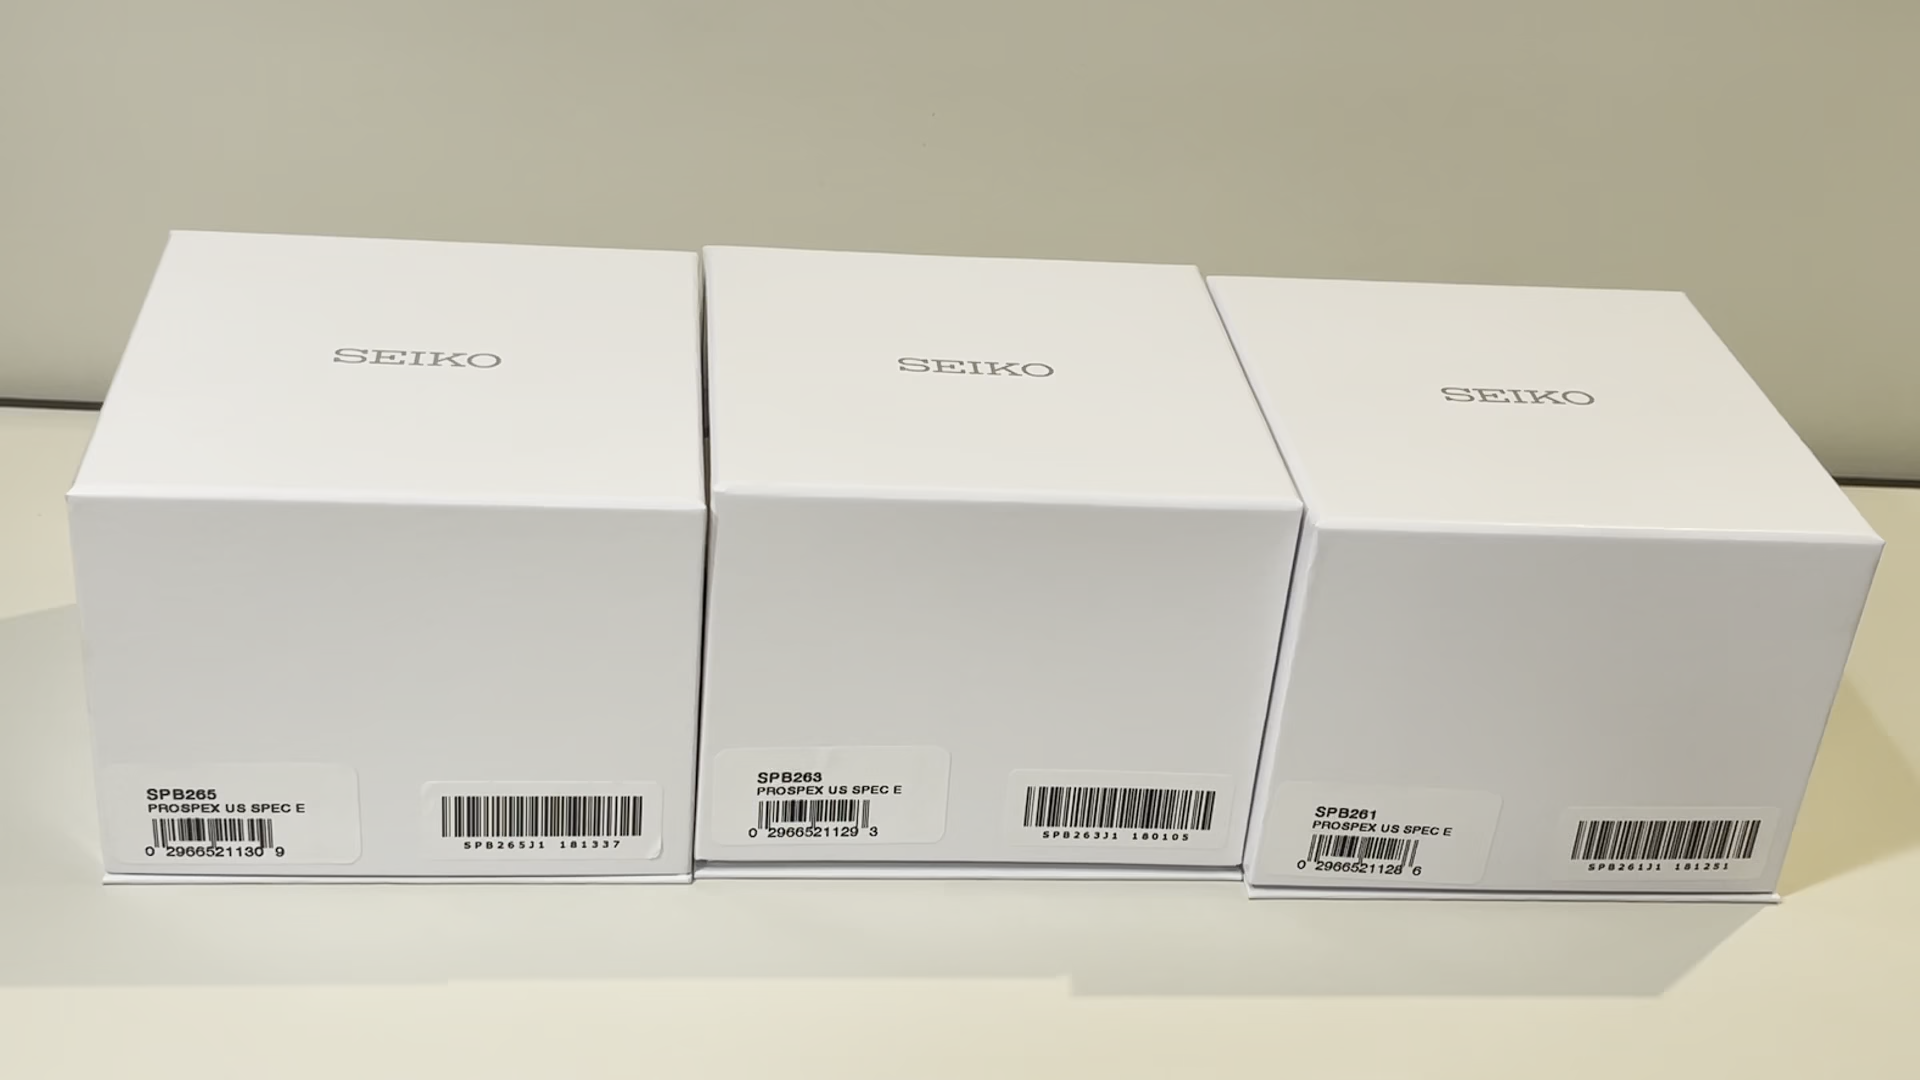 SEIKO
SEIKO
SEIKO
SPB265
PROSPEX US SPEC E
0 2966521130 9
SPB265J1 181337
SPB263
PROSPEX US SPEC E
0 2966521129 3
SPB263J1 180105
SPB261
PROSPEX US SPEC E
0 2966521128 6
SPB261J1 181251